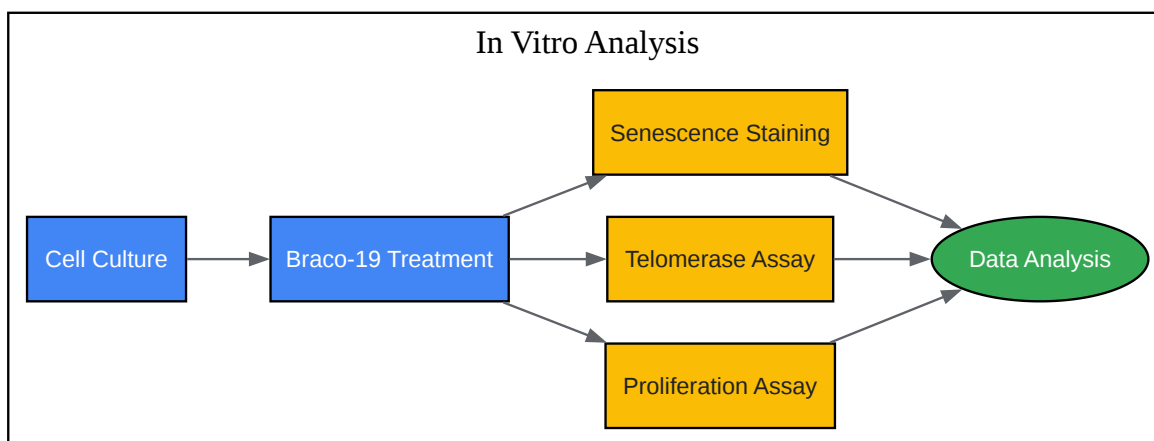 In Vitro Analysis
Senescence Staining
Cell Culture
Braco-19 Treatment
Telomerase Assay
Data Analysis
Proliferation Assay